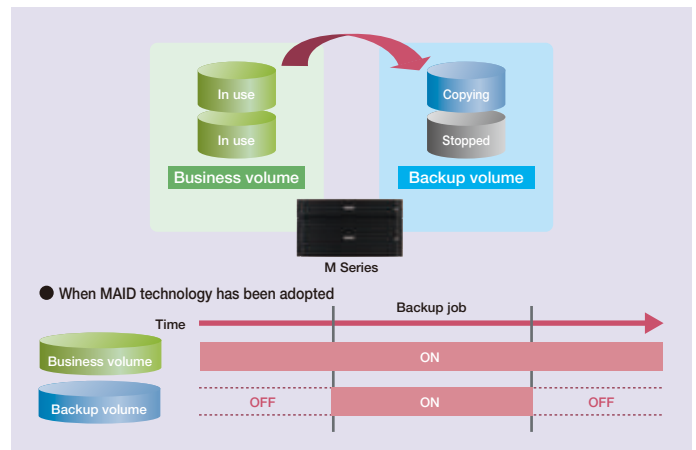 In use
Copying
In use
Stopped
Business volume
Backup volume
M Series
● When MAID technology has been adopted
Backup job
Time
Business volume
ON
Backup volume
OFF
ON
OFF